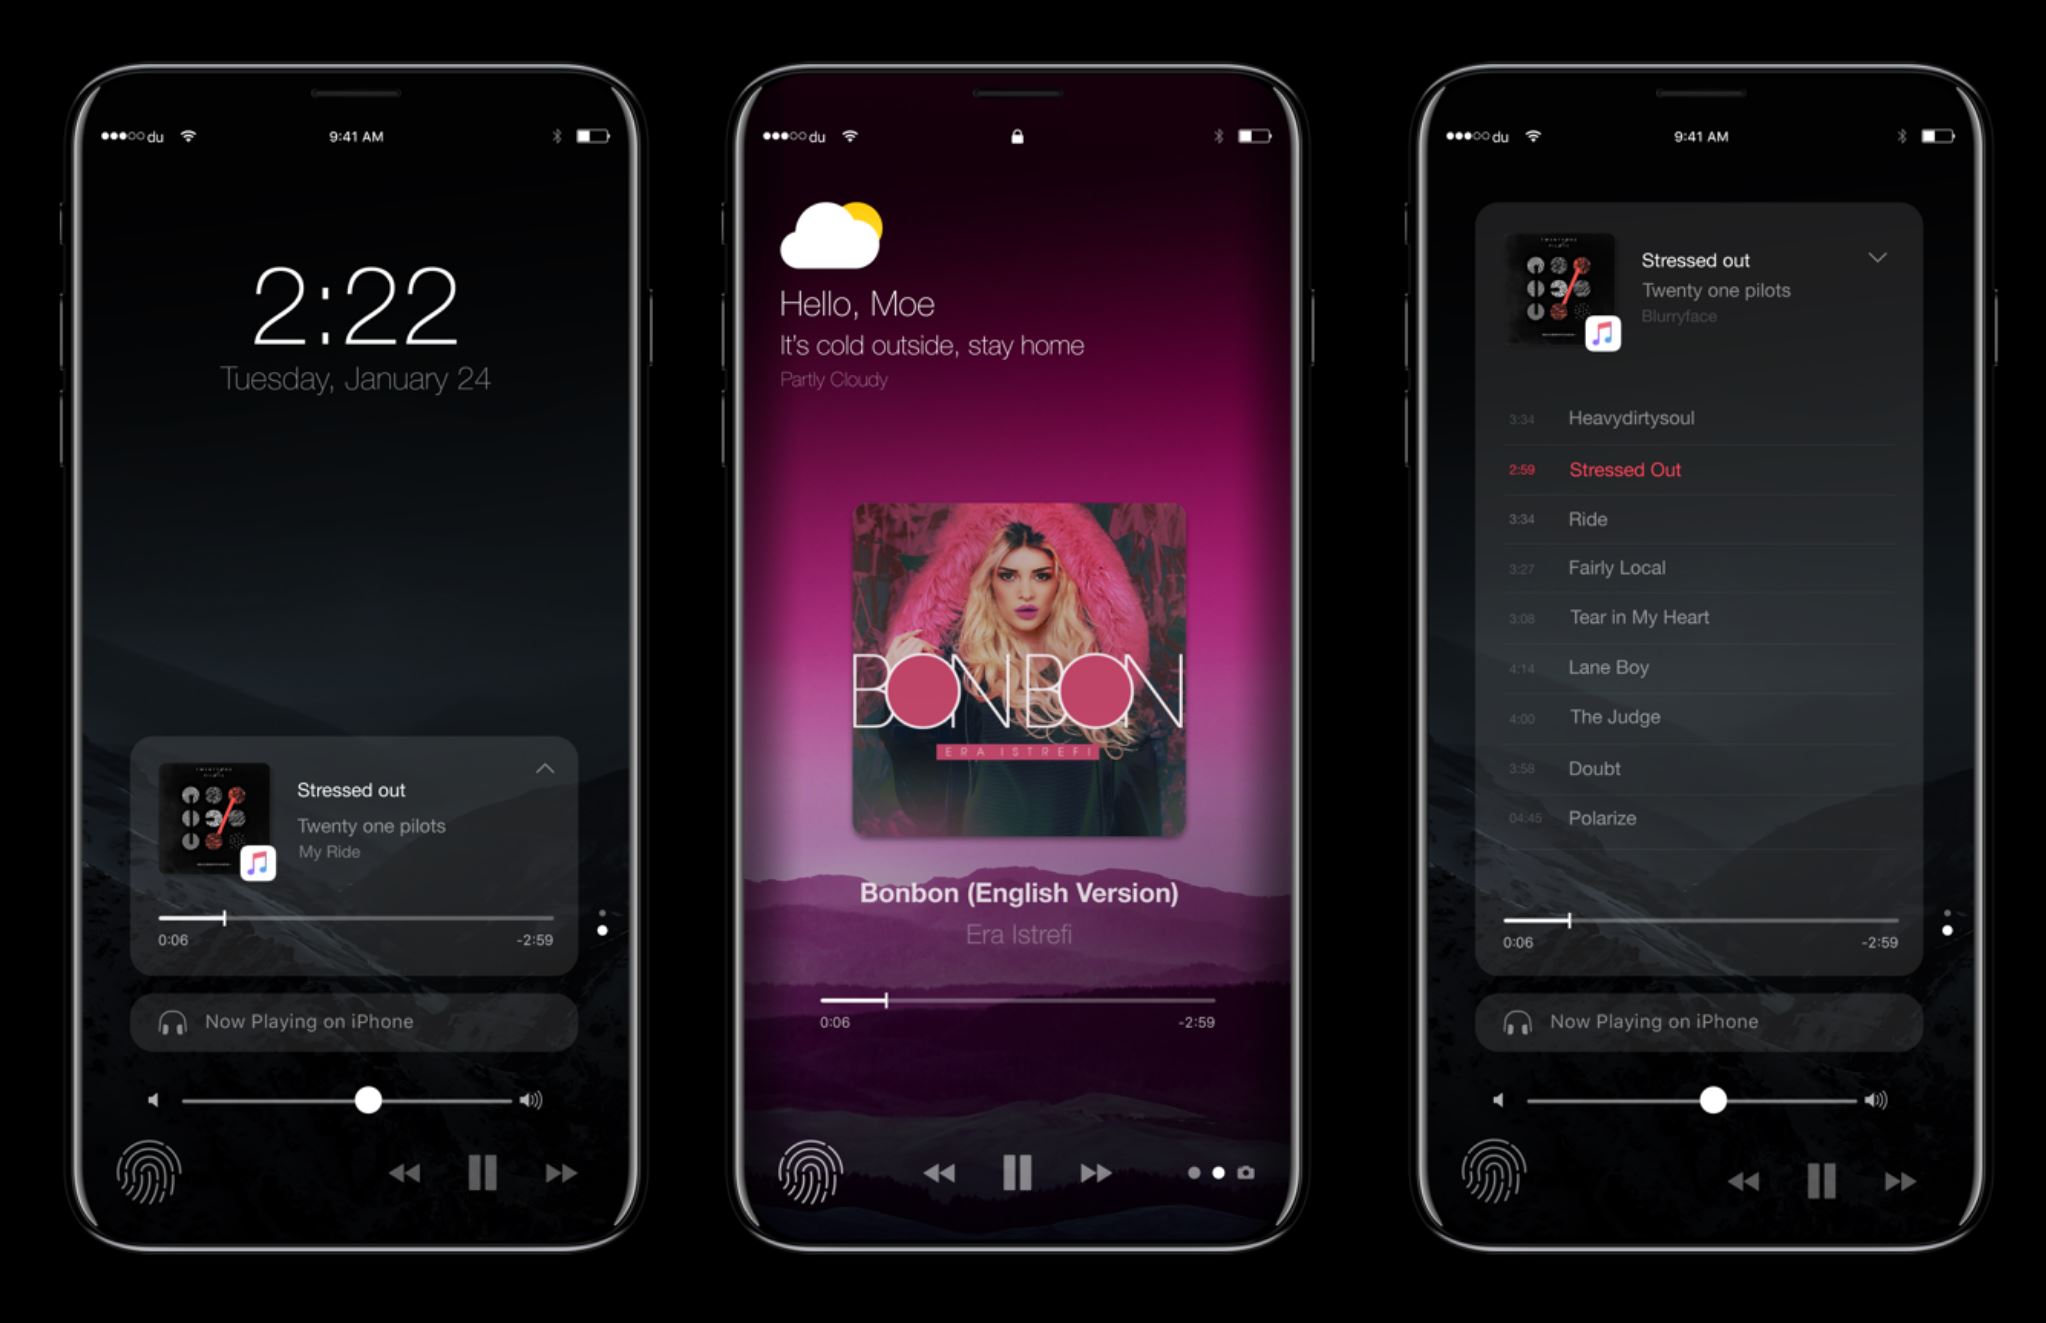 du
9:41 AM
2:22
Tuesday, January 24
Stressed out
Twenty one pilots
My Ride
0:06
-2:59
Now Playing on iPhone
du
Hello, Moe
It's cold outside, stay home
Partly Cloudy
BONBON
ERA ISTREFI
Bonbon (English Version)
Era Istrefi
0:06
-2:59
du
9:41 AM
Stressed out
Twenty one pilots
Blurryface
3:34 Heavydirtysoul
2:59 Stressed Out
3:34 Ride
3:27 Fairly Local
3:08 Tear in My Heart
4:14 Lane Boy
4:00 The Judge
3:58 Doubt
04:45 Polarize
0:06
-2:59
Now Playing on iPhone